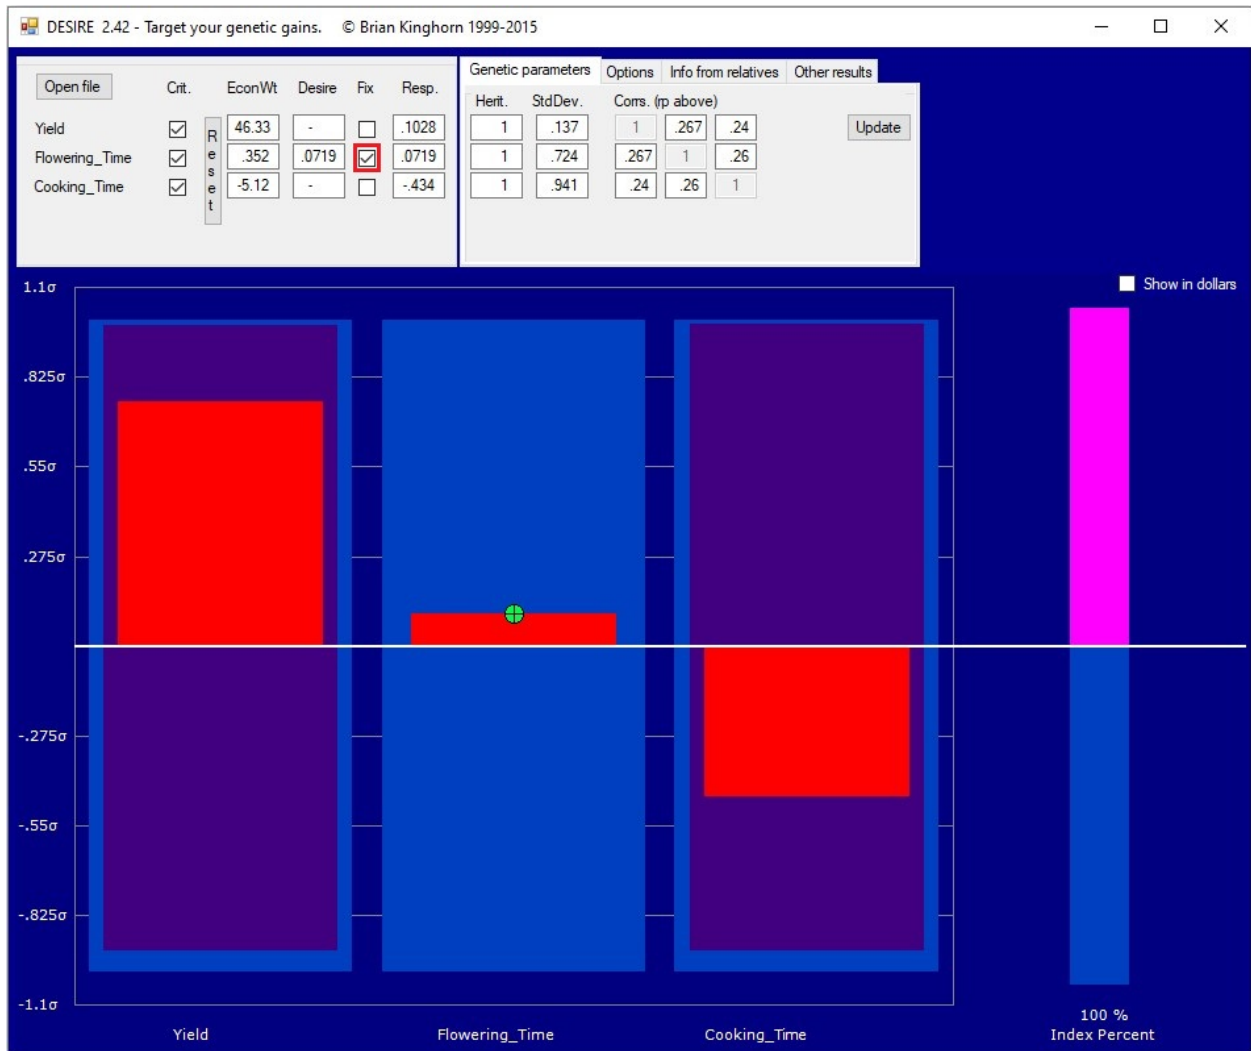 DESIRE 2.42 - Target your genetic gains. © Brian Kinghorn 1999-2015
Open file Crit. EconWt Desire Fix Resp.
Yield 46.33 - .1028
Flowering_Time .352 .0719 .0719
Cooking_Time -5.12 - -.434
Reset
Genetic parameters Options Info from relatives Other results
Herit. StdDev. Corrs. (rp above)
1 .137 1 .267 .24 Update
1 .724 .267 1 .26
1 .941 .24 .26 1
Show in dollars
1.1σ
.825σ
.55σ
.275σ
-.275σ
-.55σ
-.825σ
-1.1σ
Yield Flowering_Time Cooking_Time
100 %
Index Percent